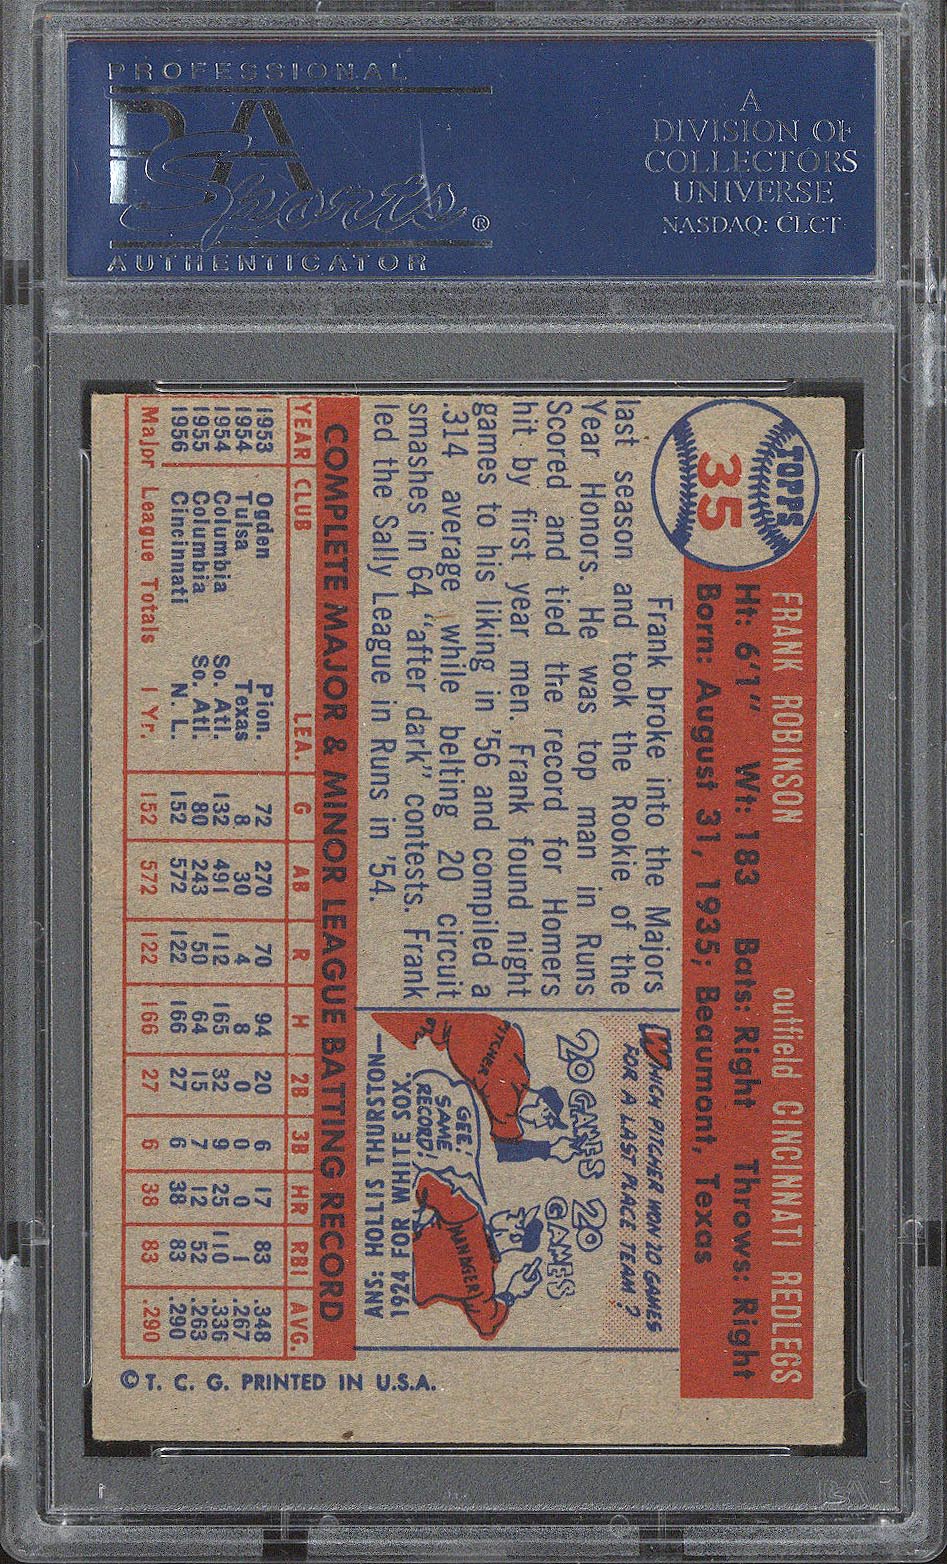 PROFESSIONAL
PSA
Sports®
AUTHENTICATOR
A
DIVISION OF
COLLECTORS
UNIVERSE
NASDAQ: CLCT
TOPPS
35
FRANK ROBINSON outfield CINCINNATI REDLEGS
Ht: 6'1" Wt: 183 Bats: Right Throws: Right
Born: August 31, 1935; Beaumont, Texas
Frank broke into the Majors
last season and took the Rookie of the
Year Honors. He was top man in Runs
Scored and tied the record for Homers
hit by first year men. Frank found night
games to his liking in '56 and compiled a
.314 average while belting 20 circuit
smashes in 64 "after dark" contests. Frank
led the Sally League in Runs in '54.
WHICH PITCHER WON 20 GAMES
FOR A LAST PLACE TEAM?
20 GAMES
20 GAMES
PITCHER
GEE!
SAME
RECORD!
MANAGER
ANS: HOLLIS THURSTON—
1924 FOR WHITE SOX.
COMPLETE MAJOR & MINOR LEAGUE BATTING RECORD
YEAR CLUB LEA. G AB R H 2B 3B HR RBI AVG.
1953 Ogden Pion. 72 270 70 94 20 6 17 83 .348
1954 Tulsa Texas 8 30 4 8 0 0 0 1 .267
1954 Columbia So. Atl. 132 491 112 165 32 9 25 110 .336
1955 Columbia So. Atl. 80 243 50 64 15 7 12 52 .263
1956 Cincinnati N. L. 152 572 122 166 27 6 38 83 .290
Major League Totals 1 Yr. 152 572 122 166 27 6 38 83 .290
© T. C. G. PRINTED IN U.S.A.